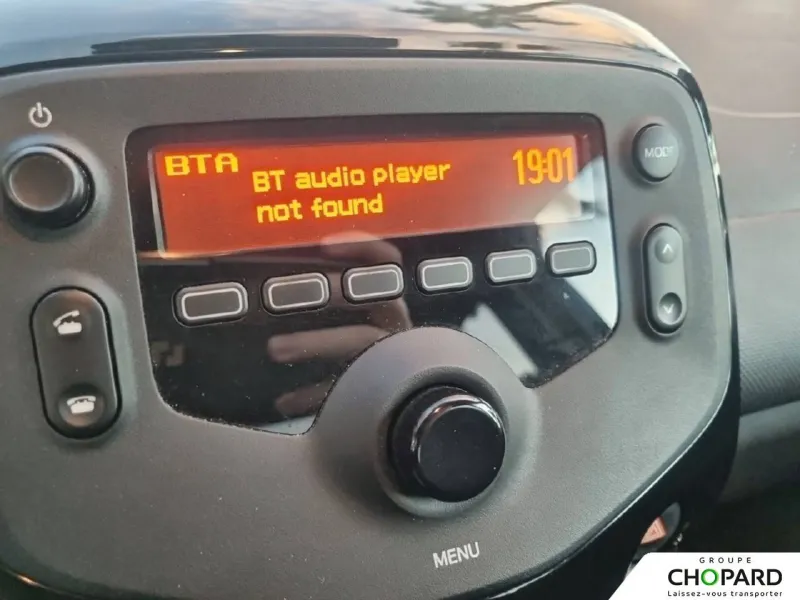 BTA
BT audio player
not found
19:01
MODE
MENU
GROUPE
CHOPARD
Laissez-vous transporter